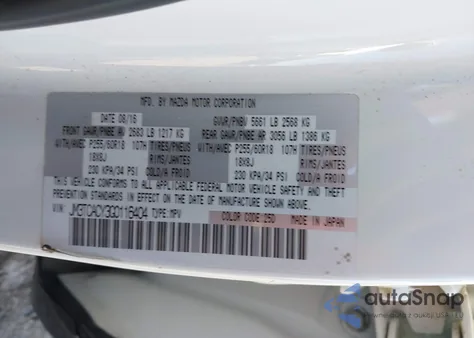 MFD. BY MAZDA MOTOR CORPORATION
DATE 08/16 GVWR/PNBV 5661 LB 2568 KG
FRONT GAWR/PNBE AV 2683 LB 1217 KG REAR GAWR/PNBE AR 3059 LB 1386 KG
WITH/AVEC P255/60R18 107H TIRES/PNEUS WITH/AVEC P255/60R18 107H TIRES/PNEUS
18X8J RIMS/JANTES 18X8J RIMS/JANTES
230 KPA/34 PSI COLD/A FROID 230 KPA/34 PSI COLD/A FROID
THIS VEHICLE CONFORMS TO ALL APPLICABLE FEDERAL MOTOR VEHICLE SAFETY, BUMPER, AND THEFT
PREVENTION STANDARDS IN EFFECT ON THE DATE OF MANUFACTURE SHOWN ABOVE.
VIN: TYPE:MPV COLOR CODE:25D MADE IN JAPAN
autoSnap